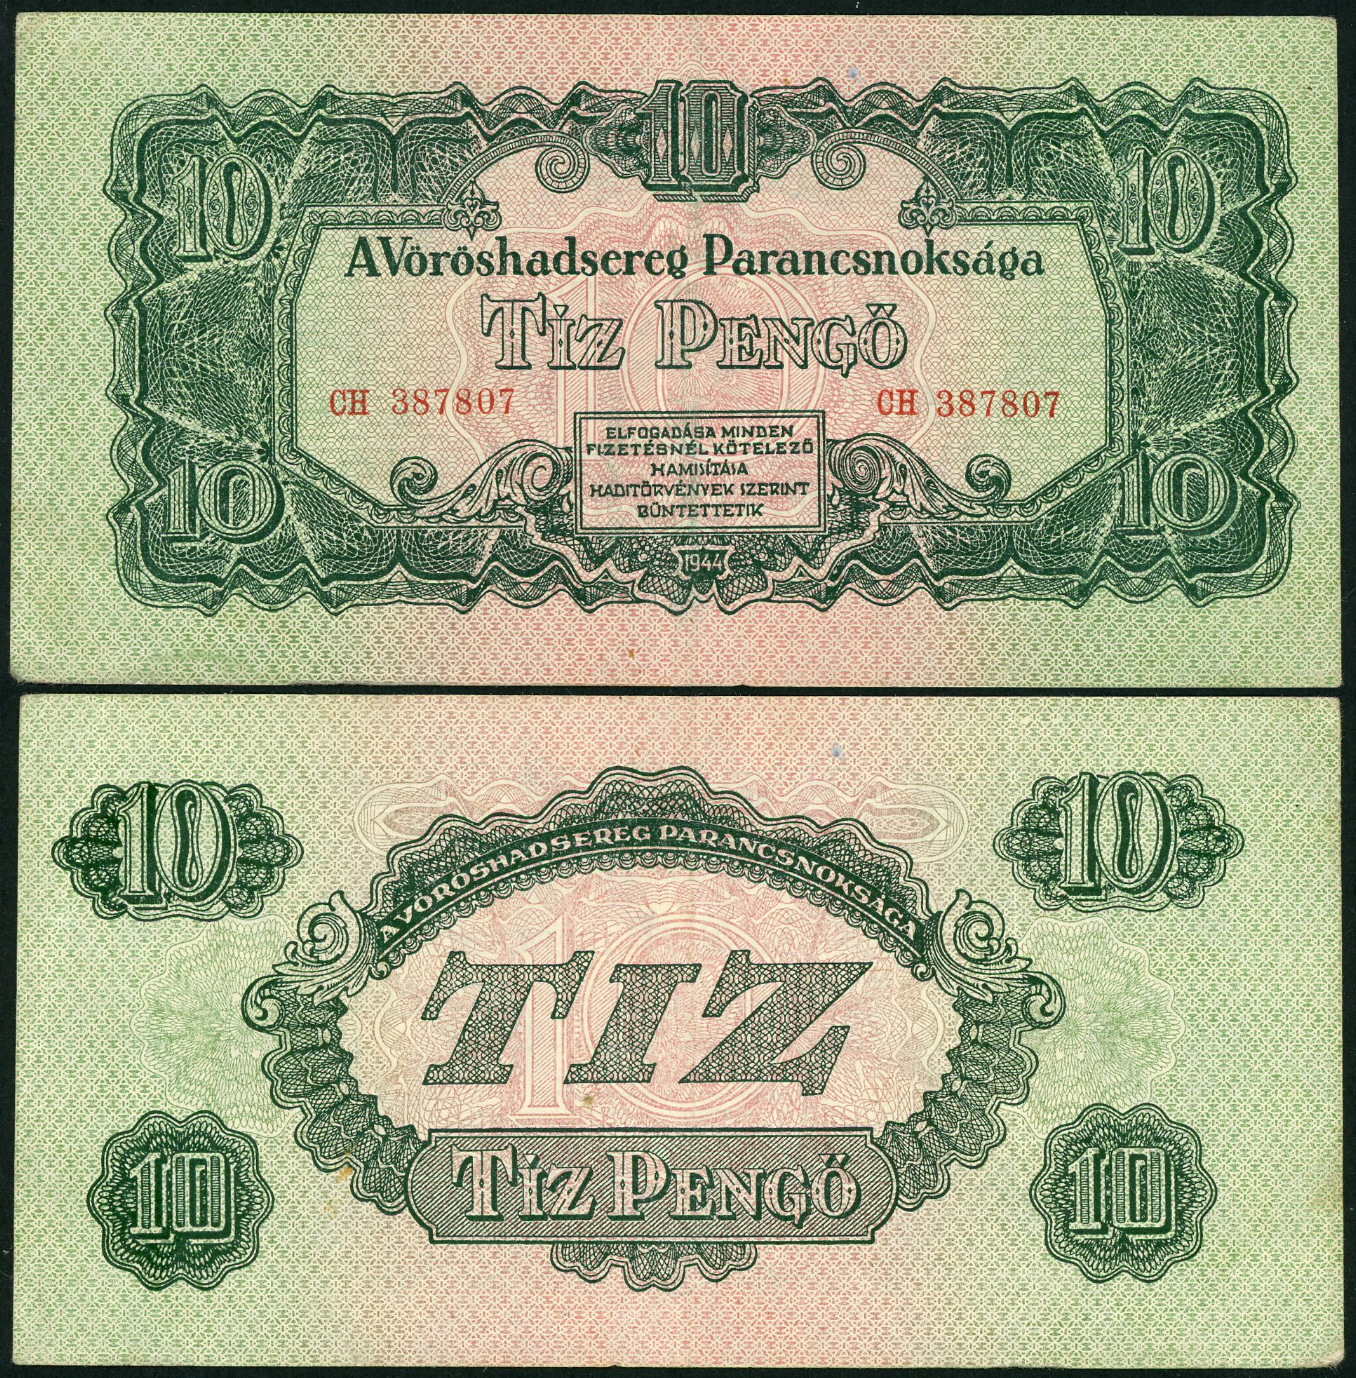 10
10 10
A Vöröshadsereg Parancsnoksága
Tíz Pengő
CH 387807 CH 387807
ELFOGADÁSA MINDEN
FIZETÉSNÉL KÖTELEZŐ
HAMISÍTÁSA
HADITÖRVÉNYEK SZERINT
BÜNTETTETIK
10 10
1944
10 10
A VÖRÖSHADSEREG PARANCSNOKSÁGA
TIZ
10
Tíz Pengő
10 10